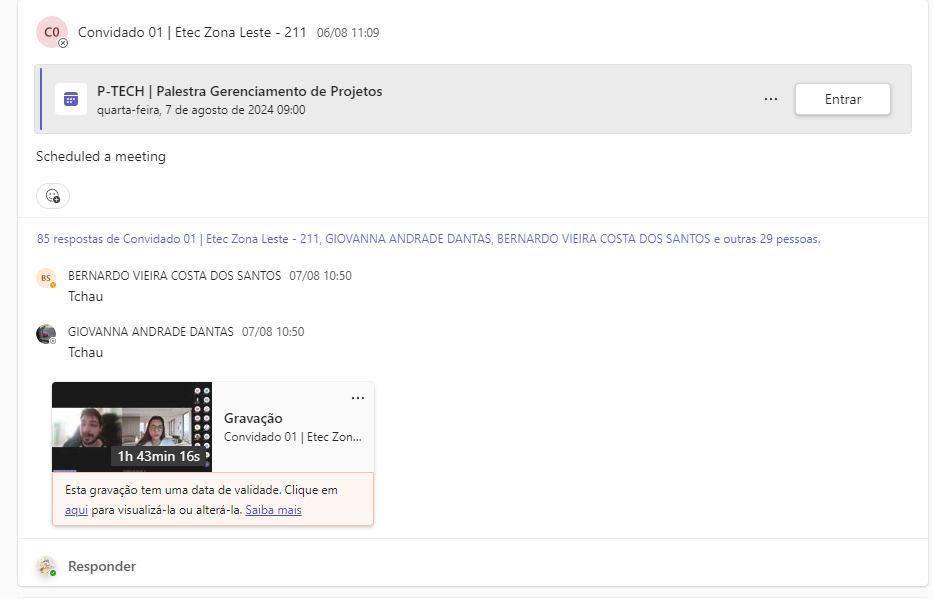 C0
Convidado 01 | Etec Zona Leste - 211 06/08 11:09
P-TECH | Palestra Gerenciamento de Projetos
quarta-feira, 7 de agosto de 2024 09:00
Entrar
Scheduled a meeting
85 respostas de Convidado 01 | Etec Zona Leste - 211, GIOVANNA ANDRADE DANTAS, BERNARDO VIEIRA COSTA DOS SANTOS e outras 29 pessoas.
BS
BERNARDO VIEIRA COSTA DOS SANTOS 07/08 10:50
Tchau
GIOVANNA ANDRADE DANTAS 07/08 10:50
Tchau
Gravação
Convidado 01 | Etec Zon...
1h 43min 16s
Esta gravação tem uma data de validade. Clique em
aqui para visualizá-la ou alterá-la. Saiba mais
Responder